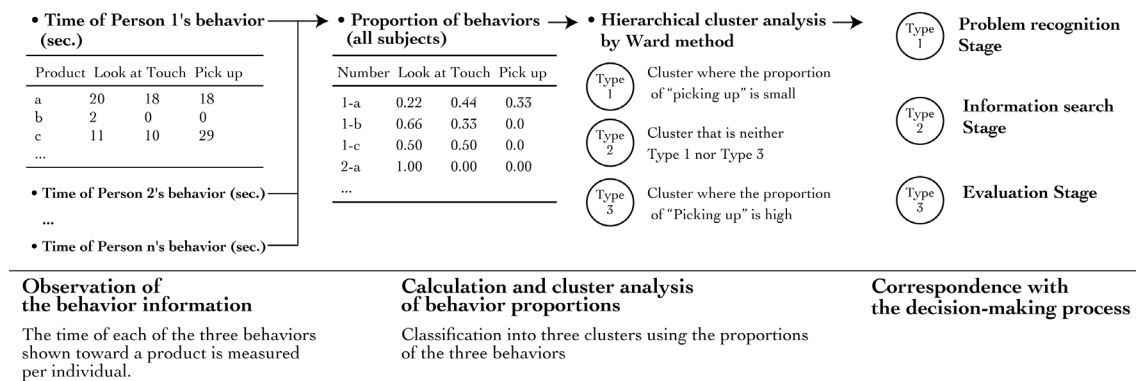 • Time of Person 1's behavior
(sec.)
Product Look at Touch Pick up
a 20 18 18
b 2 0 0
c 11 10 29
...
• Time of Person 2's behavior (sec.)
...
• Time of Person n's behavior (sec.)
• Proportion of behaviors
(all subjects)
Number Look at Touch Pick up
1-a 0.22 0.44 0.33
1-b 0.66 0.33 0.0
1-c 0.50 0.50 0.0
2-a 1.00 0.00 0.00
...
• Hierarchical cluster analysis
by Ward method
Type
1
Cluster where the proportion
of “picking up” is small
Type
2
Cluster that is neither
Type 1 nor Type 3
Type
3
Cluster where the proportion
of “Picking up” is high
Type
1
Problem recognition
Stage
Type
2
Information search
Stage
Type
3
Evaluation Stage
Observation of
the behavior information
The time of each of the three behaviors
shown toward a product is measured
per individual.
Calculation and cluster analysis
of behavior proportions
Classification into three clusters using the proportions
of the three behaviors
Correspondence with
the decision-making process